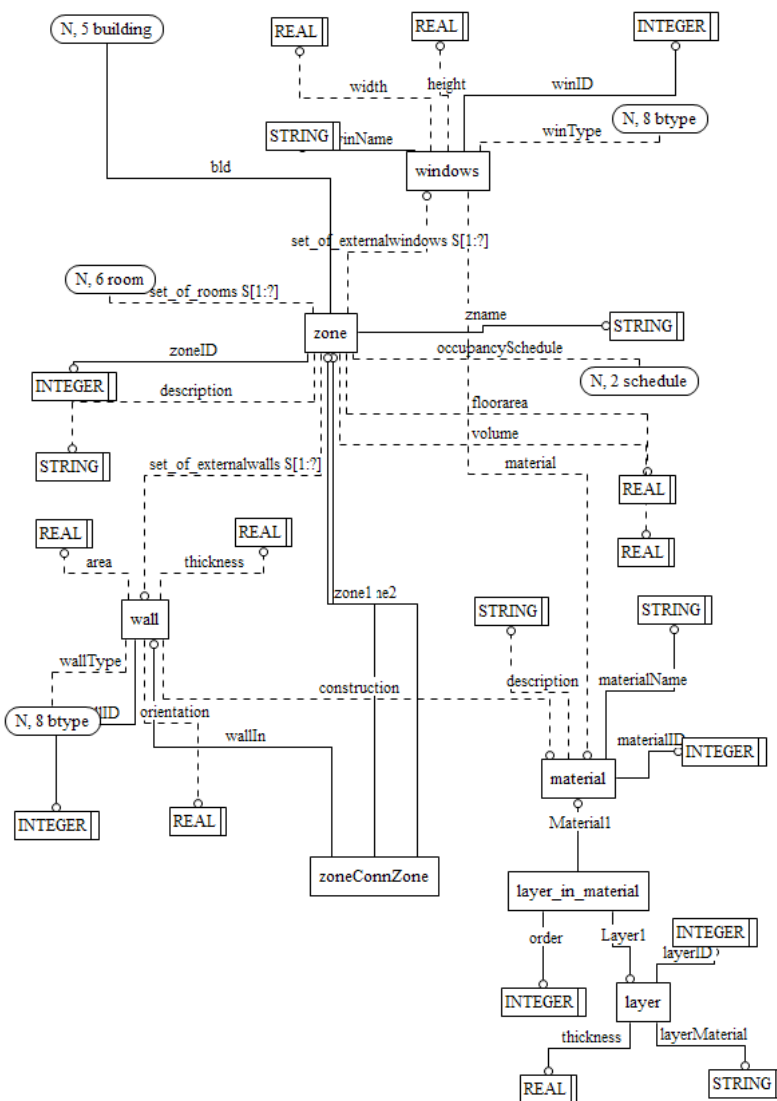 N, 5 building
REAL
REAL
INTEGER
width
height
winID
STRING
inName
winType
N, 8 btype
windows
bld
set_of_externalwindows S[1:?]
N, 6 room
set_of_rooms S[1:?]
zone
zname
STRING
zoneID
occupancySchedule
INTEGER
description
N, 2 schedule
floorarea
volume
STRING
set_of_externalwalls S[1:?]
material
REAL
REAL
area
thickness
REAL
REAL
zone1
ne2
wall
STRING
STRING
wallType
description
materialName
construction
N, 8 btype
llID
orientation
wallIn
materialID
INTEGER
material
INTEGER
REAL
Material1
zoneConnZone
layer_in_material
order
Layer1
INTEGER
layerID
INTEGER
layer
thickness
layerMaterial
REAL
STRING